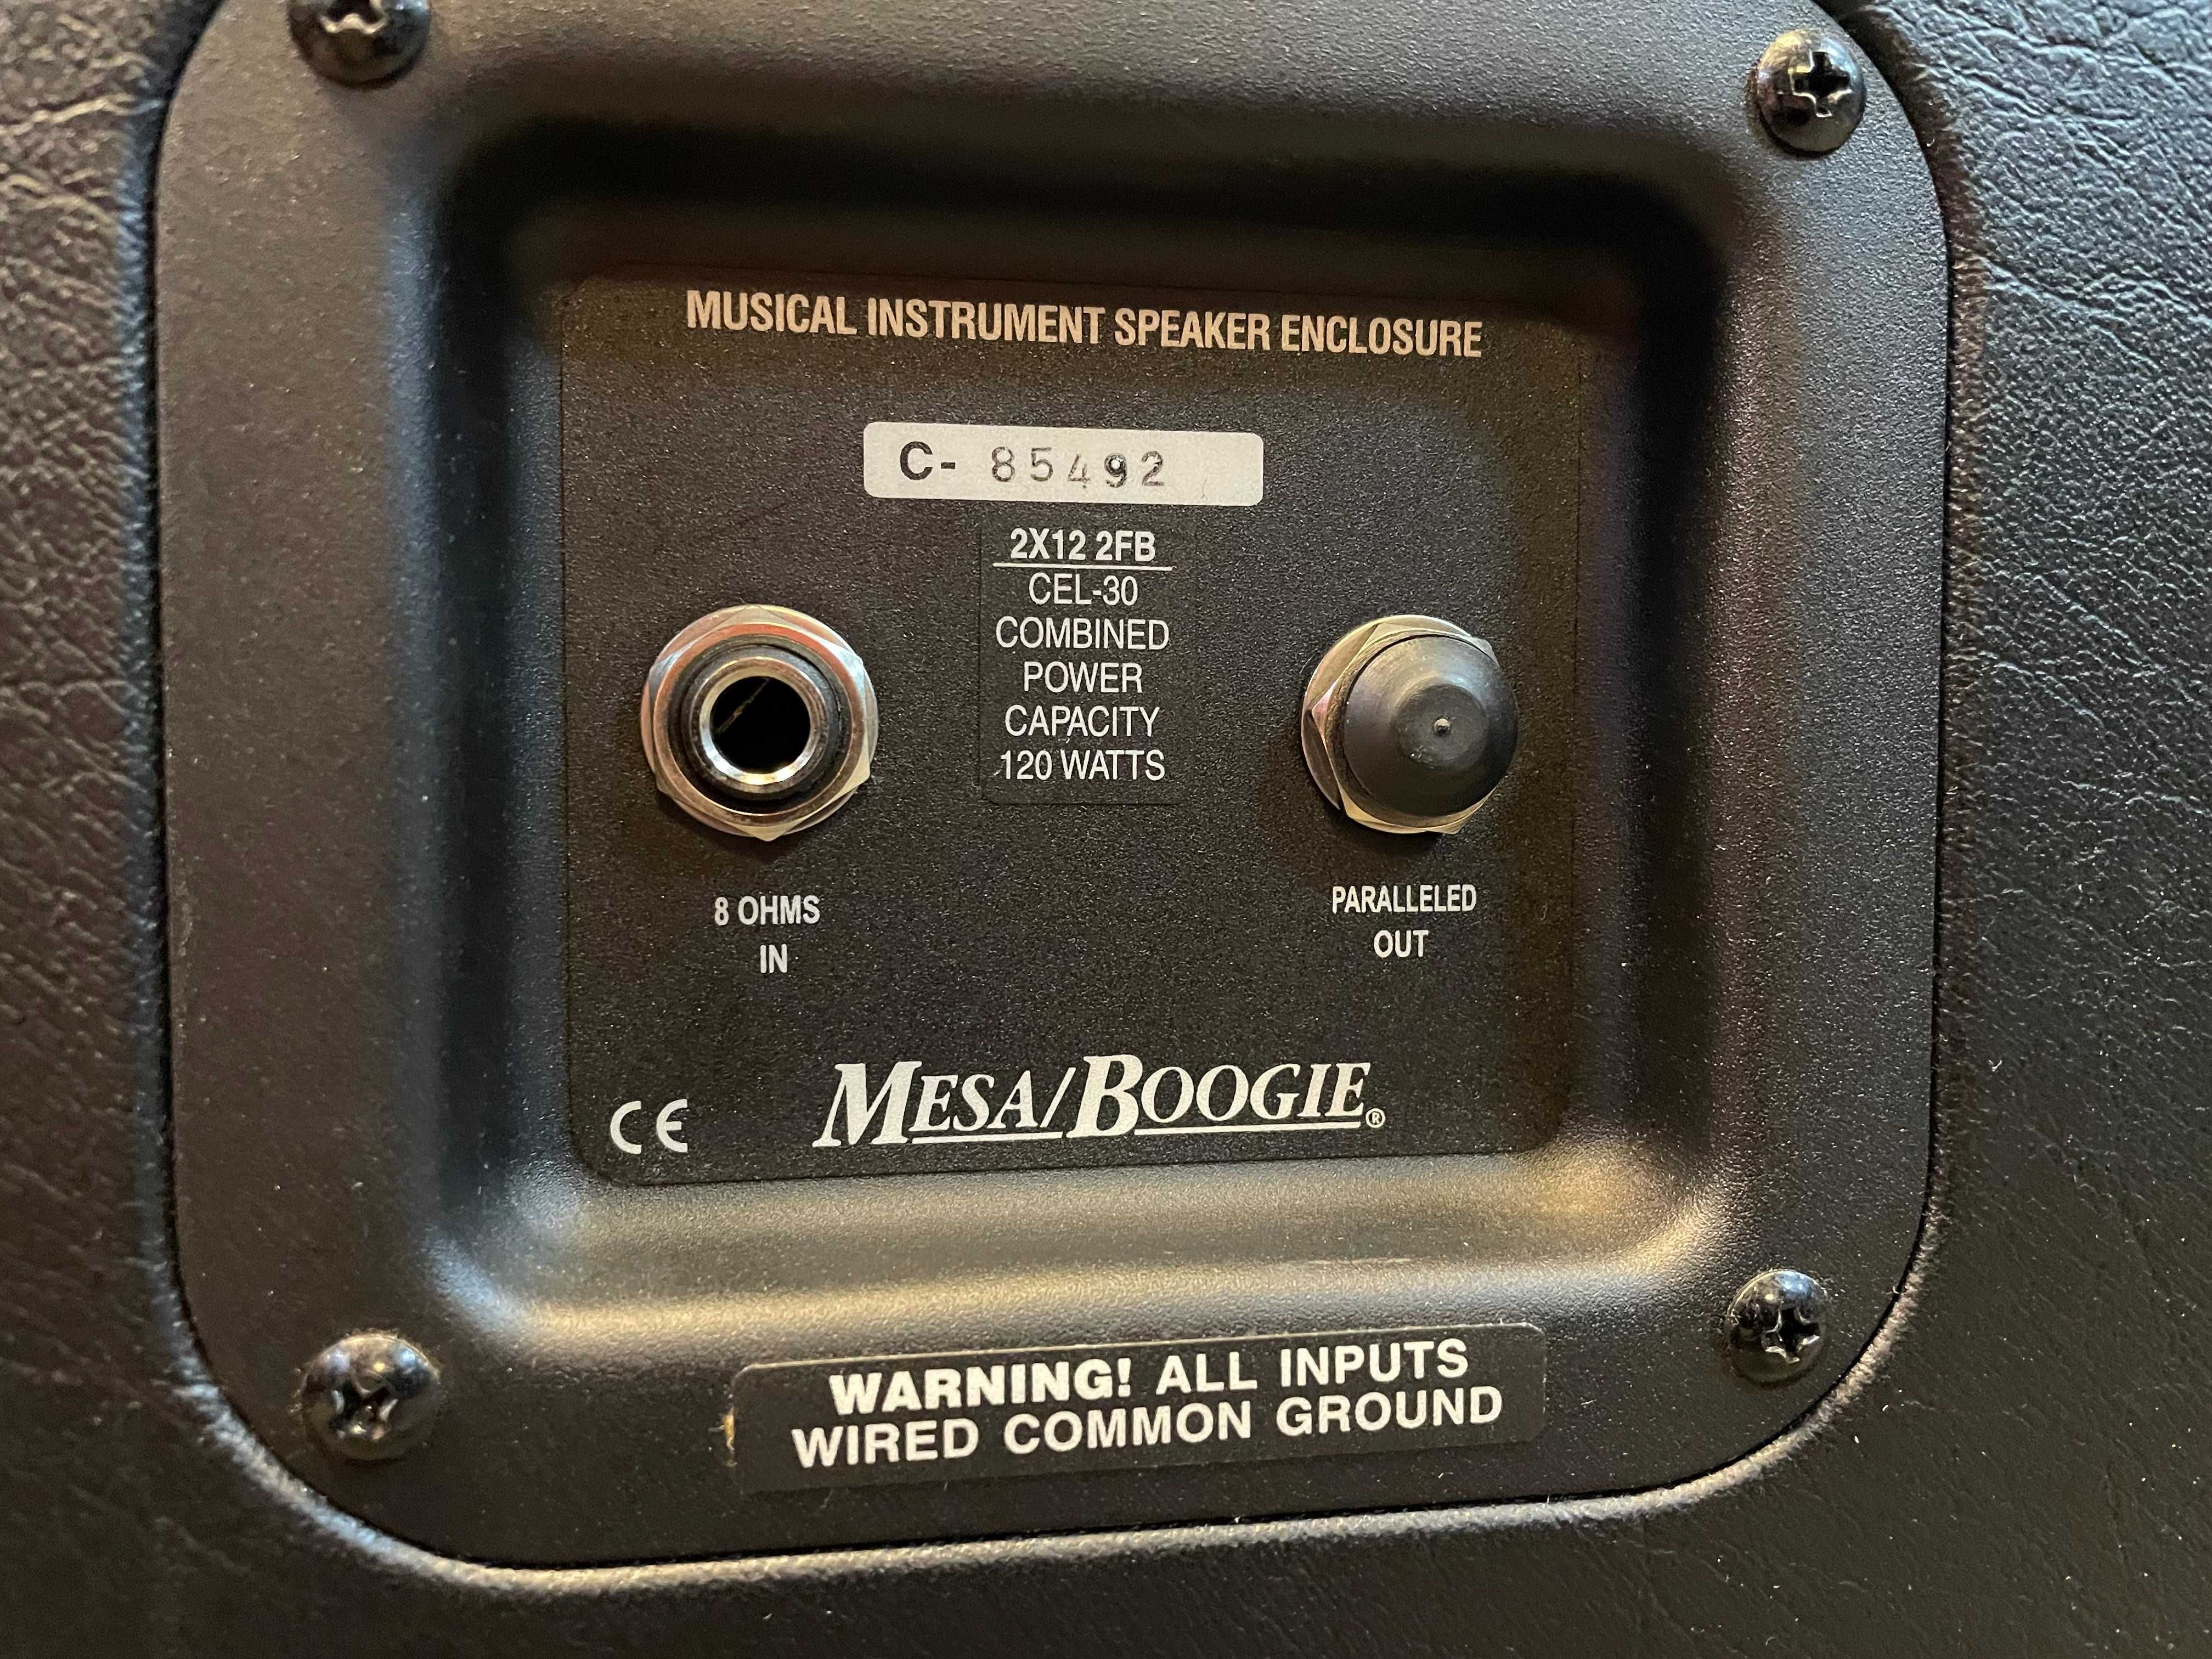 MUSICAL INSTRUMENT SPEAKER ENCLOSURE
C- 85492
2X12 2FB
CEL-30
COMBINED
POWER
CAPACITY
120 WATTS
8 OHMS
IN
PARALLELED
OUT
CE
MESA/BOOGIE®
WARNING! ALL INPUTS
WIRED COMMON GROUND